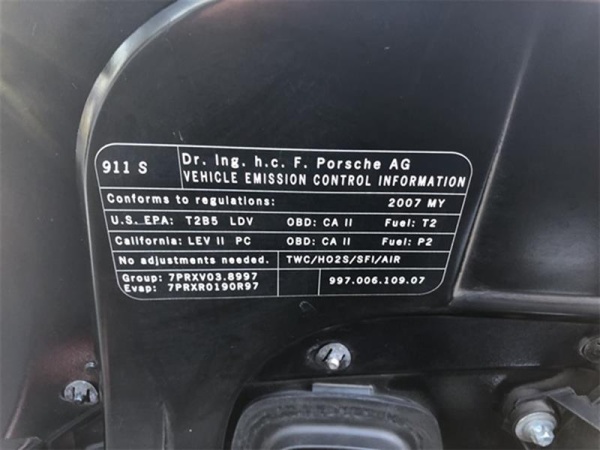 911 S Dr. Ing. h.c. F. Porsche AG
VEHICLE EMISSION CONTROL INFORMATION
Conforms to regulations: 2007 MY
U.S. EPA: T2B5 LDV OBD: CA II Fuel: T2
California: LEV II PC OBD: CA II Fuel: P2
No adjustments needed. TWC/HO2S/SFI/AIR
Group: 7PRXV03.8997
Evap: 7PRXR0190R97
997.006.109.07